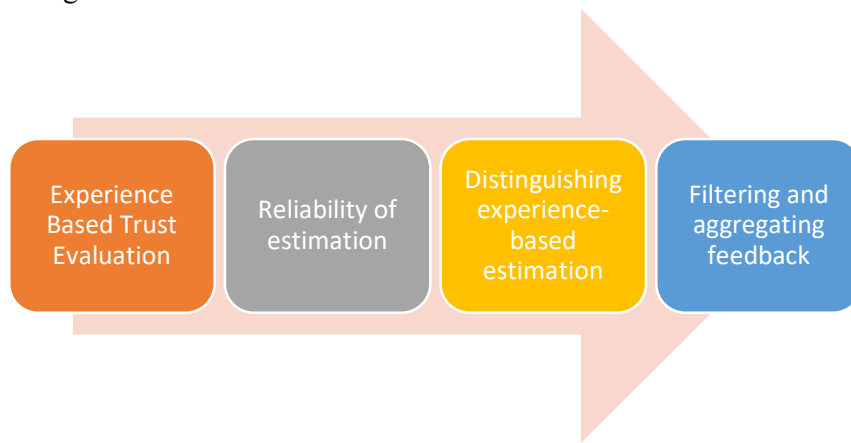 Experience
Based Trust
Evaluation
Reliability of
estimation
Distinguishing
experience-
based
estimation
Filtering and
aggregating
feedback